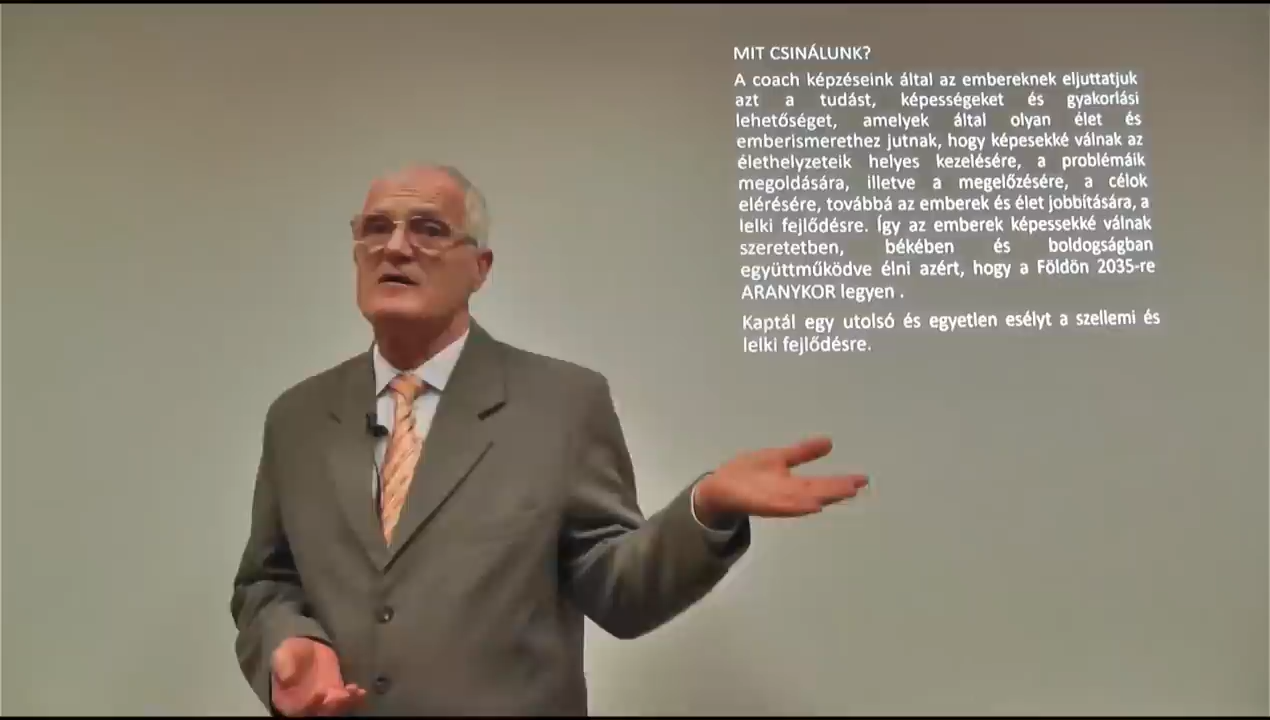 MIT CSINÁLUNK?
A coach képzéseink által az embereknek eljuttatjuk
azt a tudást, képességeket és gyakorlási
lehetőséget, amelyek által olyan élet és
emberismerethez jutnak, hogy képesekké válnak az
élethelyzeteik helyes kezelésére, a problémáik
megoldására, illetve a megelőzésére, a célok
elérésére, továbbá az emberek és élet jobbítására, a
lelki fejlődésre. Így az emberek képessekké válnak
szeretetben, békében és boldogságban
együttműködve élni azért, hogy a Földön 2035-re
ARANYKOR legyen .
Kaptál egy utolsó és egyetlen esélyt a szellemi és
lelki fejlődésre.